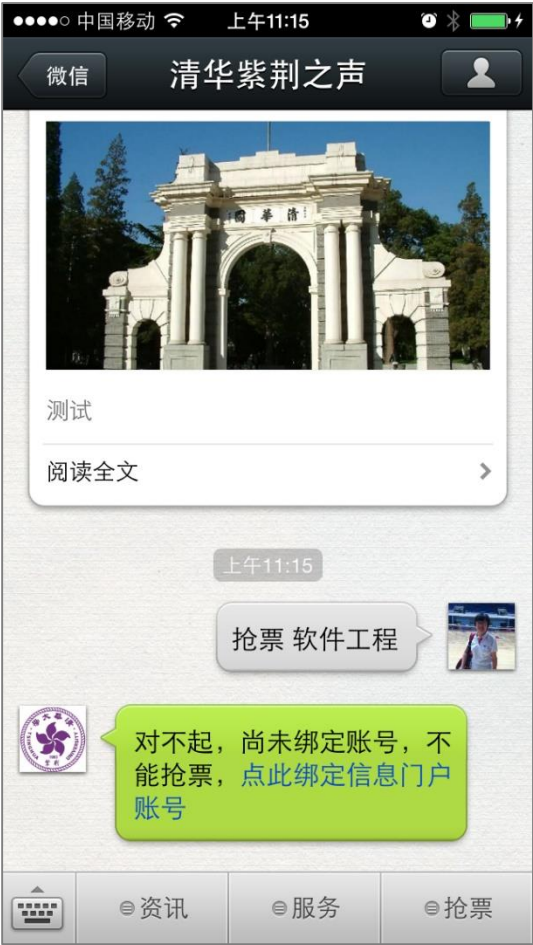 中国移动 上午11:15
微信 清华紫荆之声
園華清
测试
阅读全文
上午11:15
抢票 软件工程
对不起，尚未绑定账号，不
能抢票，点此绑定信息门户
账号
资讯 服务 抢票